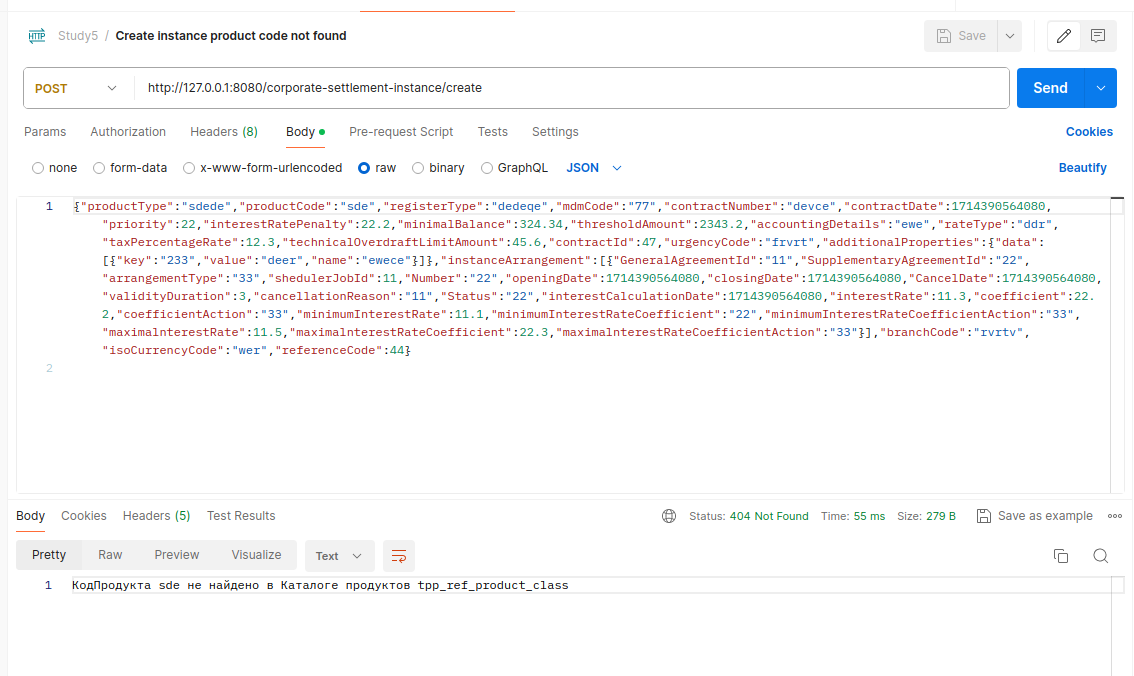 HTTP Study5 / Create instance product code not found Save
POST http://127.0.0.1:8080/corporate-settlement-instance/create Send
Params Authorization Headers (8) Body Pre-request Script Tests Settings Cookies
none form-data x-www-form-urlencoded raw binary GraphQL JSON Beautify
1 {"productType":"sdede","productCode":"sde","registerType":"dedeqe","mdmCode":"77","contractNumber":"devce","contractDate":1714390564080,
"priority":22,"interestRatePenalty":22.2,"minimalBalance":324.34,"thresholdAmount":2343.2,"accountingDetails":"ewe","rateType":"ddr",
"taxPercentageRate":12.3,"technicalOverdraftLimitAmount":45.6,"contractId":47,"urgencyCode":"frvrt","additionalProperties":{"data":
[{"key":"233","value":"deer","name":"ewece"}]},"instanceArrangement":[{"GeneralAgreementId":"11","SupplementaryAgreementId":"22",
"arrangementType":"33","shedulerJobId":11,"Number":"22","openingDate":1714390564080,"closingDate":1714390564080,"CancelDate":1714390564080,
"validityDuration":3,"cancellationReason":"11","Status":"22","interestCalculationDate":1714390564080,"interestRate":11.3,"coefficient":22.
2,"coefficientAction":"33","minimumInterestRate":11.1,"minimumInterestRateCoefficient":"22","minimumInterestRateCoefficientAction":"33",
"maximalnterestRate":11.5,"maximalnterestRateCoefficient":22.3,"maximalnterestRateCoefficientAction":"33"}],"branchCode":"rvrtv",
"isoCurrencyCode":"wer","referenceCode":44}
2
Body Cookies Headers (5) Test Results Status: 404 Not Found Time: 55 ms Size: 279 B Save as example
Pretty Raw Preview Visualize Text
1 КодПродукта sde не найдено в Каталоге продуктов tpp_ref_product_class